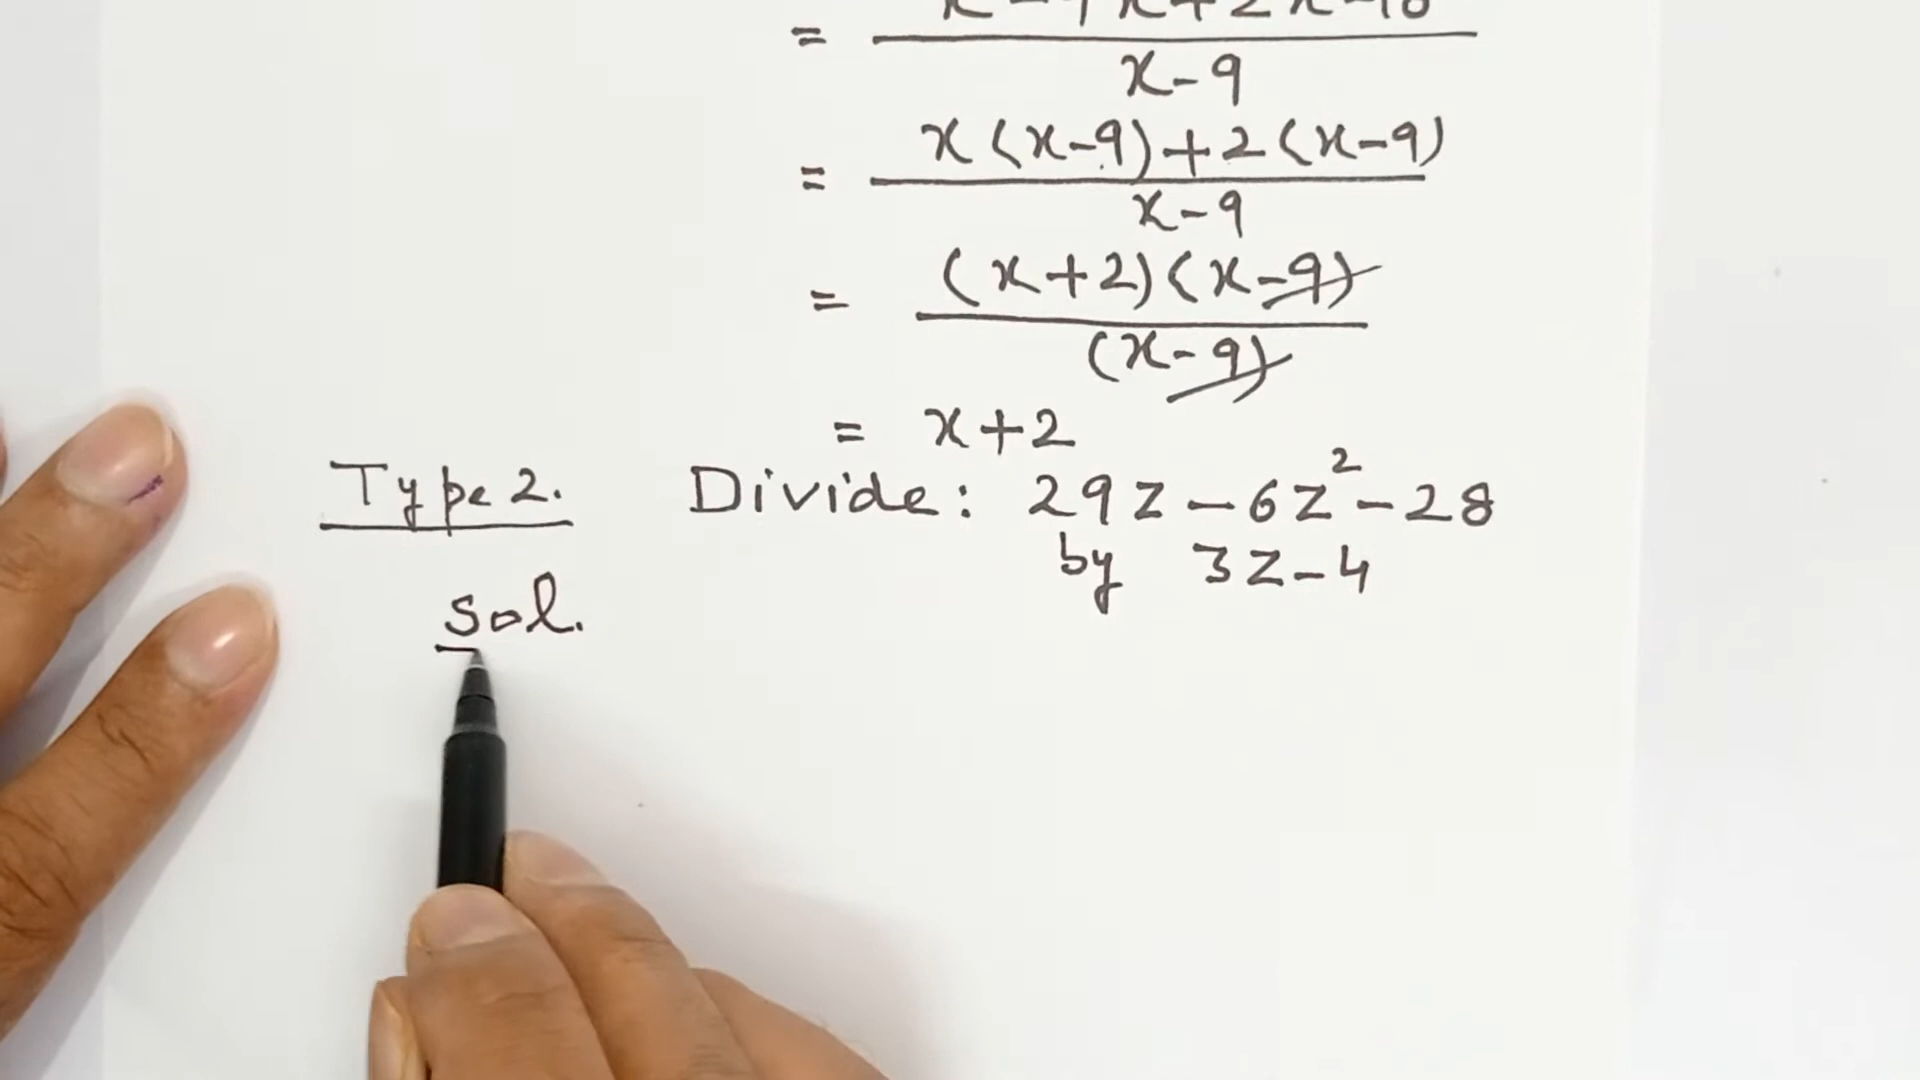 =
x-9
= x(x-9)+2(x-9)
x-9
= (x+2)(x-9)
(x-9)
= x+2
Type 2. Divide: 29z-6z²-28
by 3z-4
Sol.